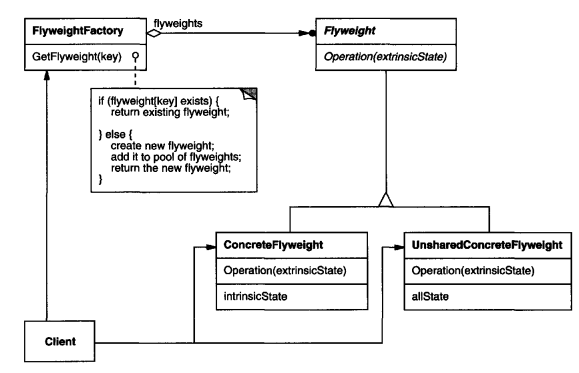 flyweights
FlyweightFactory
GetFlyweight(key)
Flyweight
Operation(extrinsicState)
if (flyweight[key] exists) {
return existing flyweight;
} else {
create new flyweight;
add it to pool of flyweights;
return the new flyweight;
}
ConcreteFlyweight
Operation(extrinsicState)
intrinsicState
UnsharedConcreteFlyweight
Operation(extrinsicState)
allState
Client